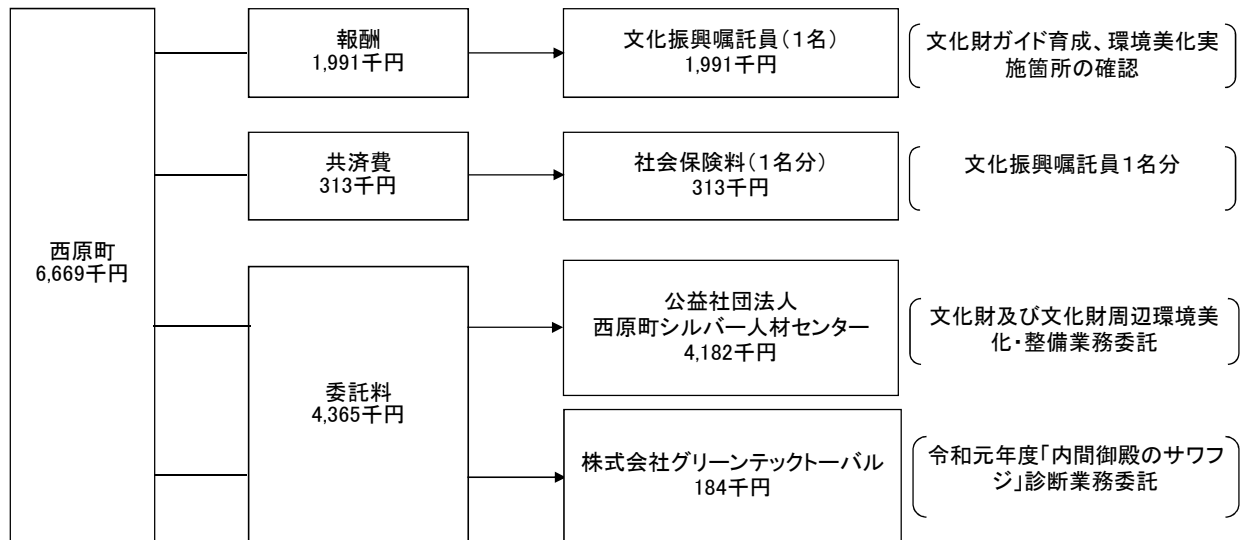 報酬
1,991千円
文化振興嘱託員(1名)
1,991千円
文化財ガイド育成、環境美化実
施箇所の確認
共済費
313千円
社会保険料(1名分)
313千円
文化振興嘱託員1名分
西原町
6,669千円
公益社団法人
西原町シルバー人材センター
4,182千円
文化財及び文化財周辺環境美
化・整備業務委託
委託料
4,365千円
株式会社グリーンテックトーバル
184千円
令和元年度「内間御殿のサワフ
ジ」診断業務委託